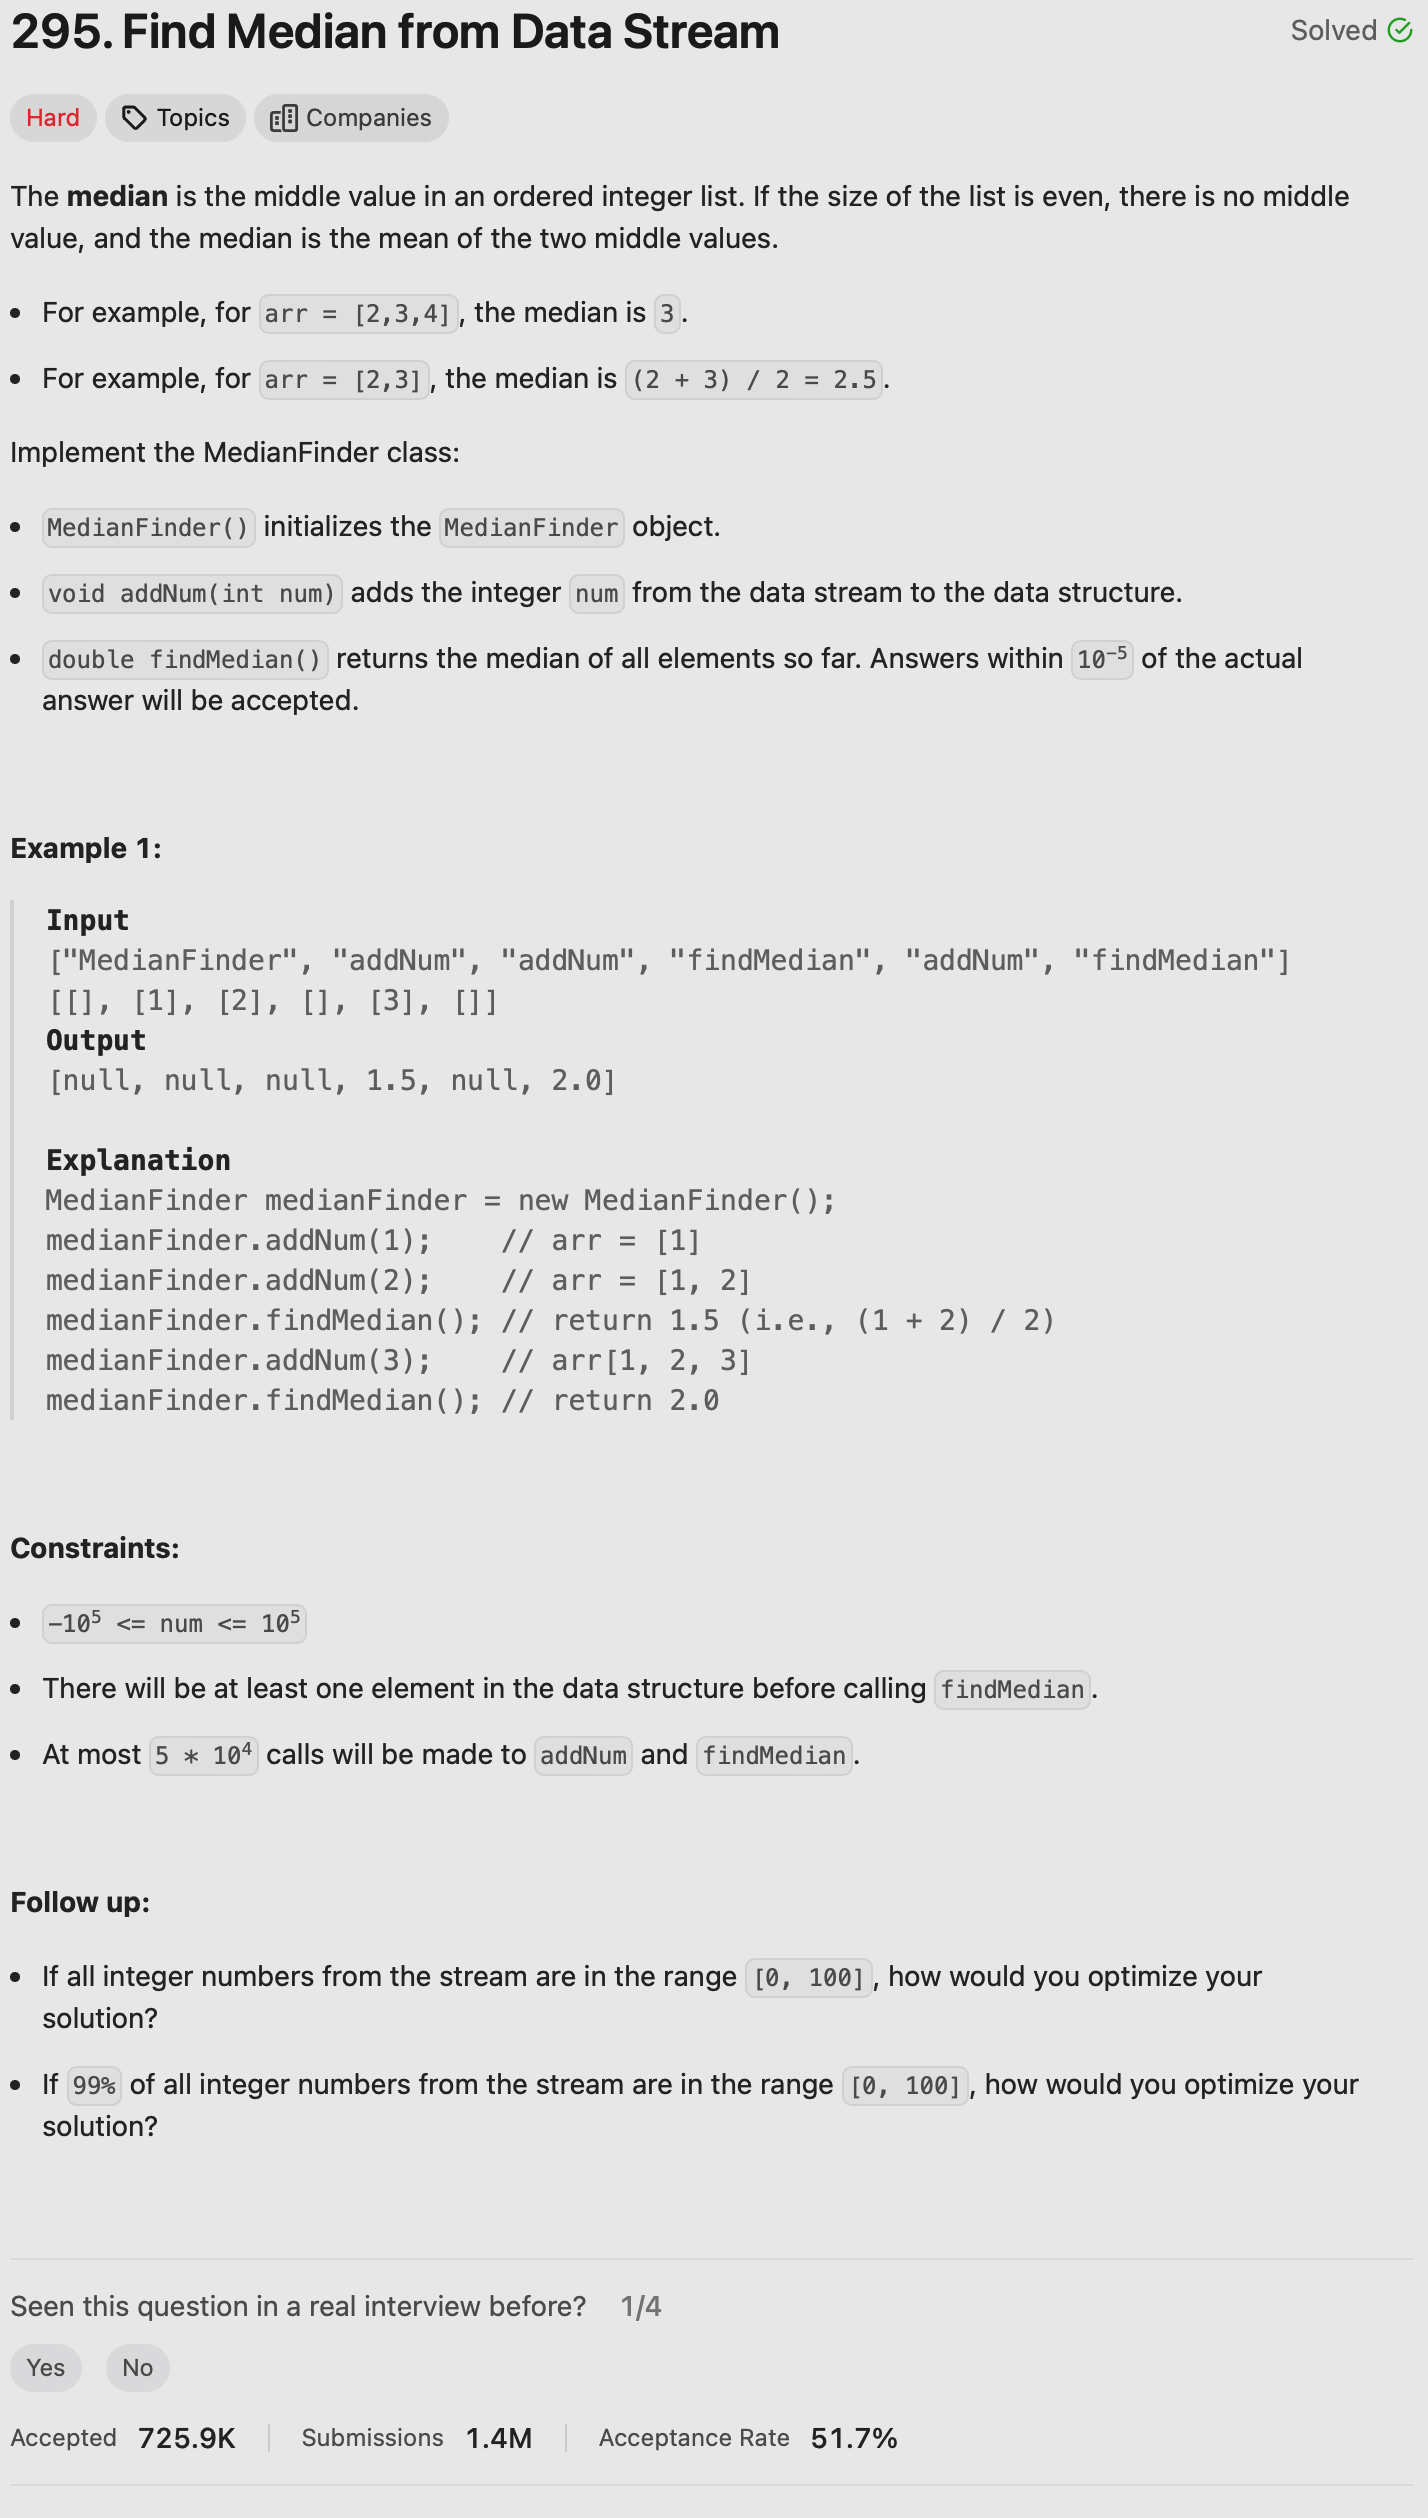 295. Find Median from Data Stream
Solved
Hard
Topics
Companies
The median is the middle value in an ordered integer list. If the size of the list is even, there is no middle
value, and the median is the mean of the two middle values.
• For example, for arr = [2,3,4], the median is 3.
• For example, for arr = [2,3], the median is (2 + 3) / 2 = 2.5.
Implement the MedianFinder class:
• MedianFinder() initializes the MedianFinder object.
• void addNum(int num) adds the integer num from the data stream to the data structure.
• double findMedian() returns the median of all elements so far. Answers within 10⁻⁵ of the actual
answer will be accepted.
Example 1:
Input
["MedianFinder", "addNum", "addNum", "findMedian", "addNum", "findMedian"]
[[], [1], [2], [], [3], []]
Output
[null, null, null, 1.5, null, 2.0]
Explanation
MedianFinder medianFinder = new MedianFinder();
medianFinder.addNum(1);    // arr = [1]
medianFinder.addNum(2);    // arr = [1, 2]
medianFinder.findMedian(); // return 1.5 (i.e., (1 + 2) / 2)
medianFinder.addNum(3);    // arr[1, 2, 3]
medianFinder.findMedian(); // return 2.0
Constraints:
• −10⁵ <= num <= 10⁵
• There will be at least one element in the data structure before calling findMedian.
• At most 5 * 10⁴ calls will be made to addNum and findMedian.
Follow up:
• If all integer numbers from the stream are in the range [0, 100], how would you optimize your
solution?
• If 99% of all integer numbers from the stream are in the range [0, 100], how would you optimize your
solution?
Seen this question in a real interview before? 1/4
Yes
No
Accepted 725.9K | Submissions 1.4M | Acceptance Rate 51.7%